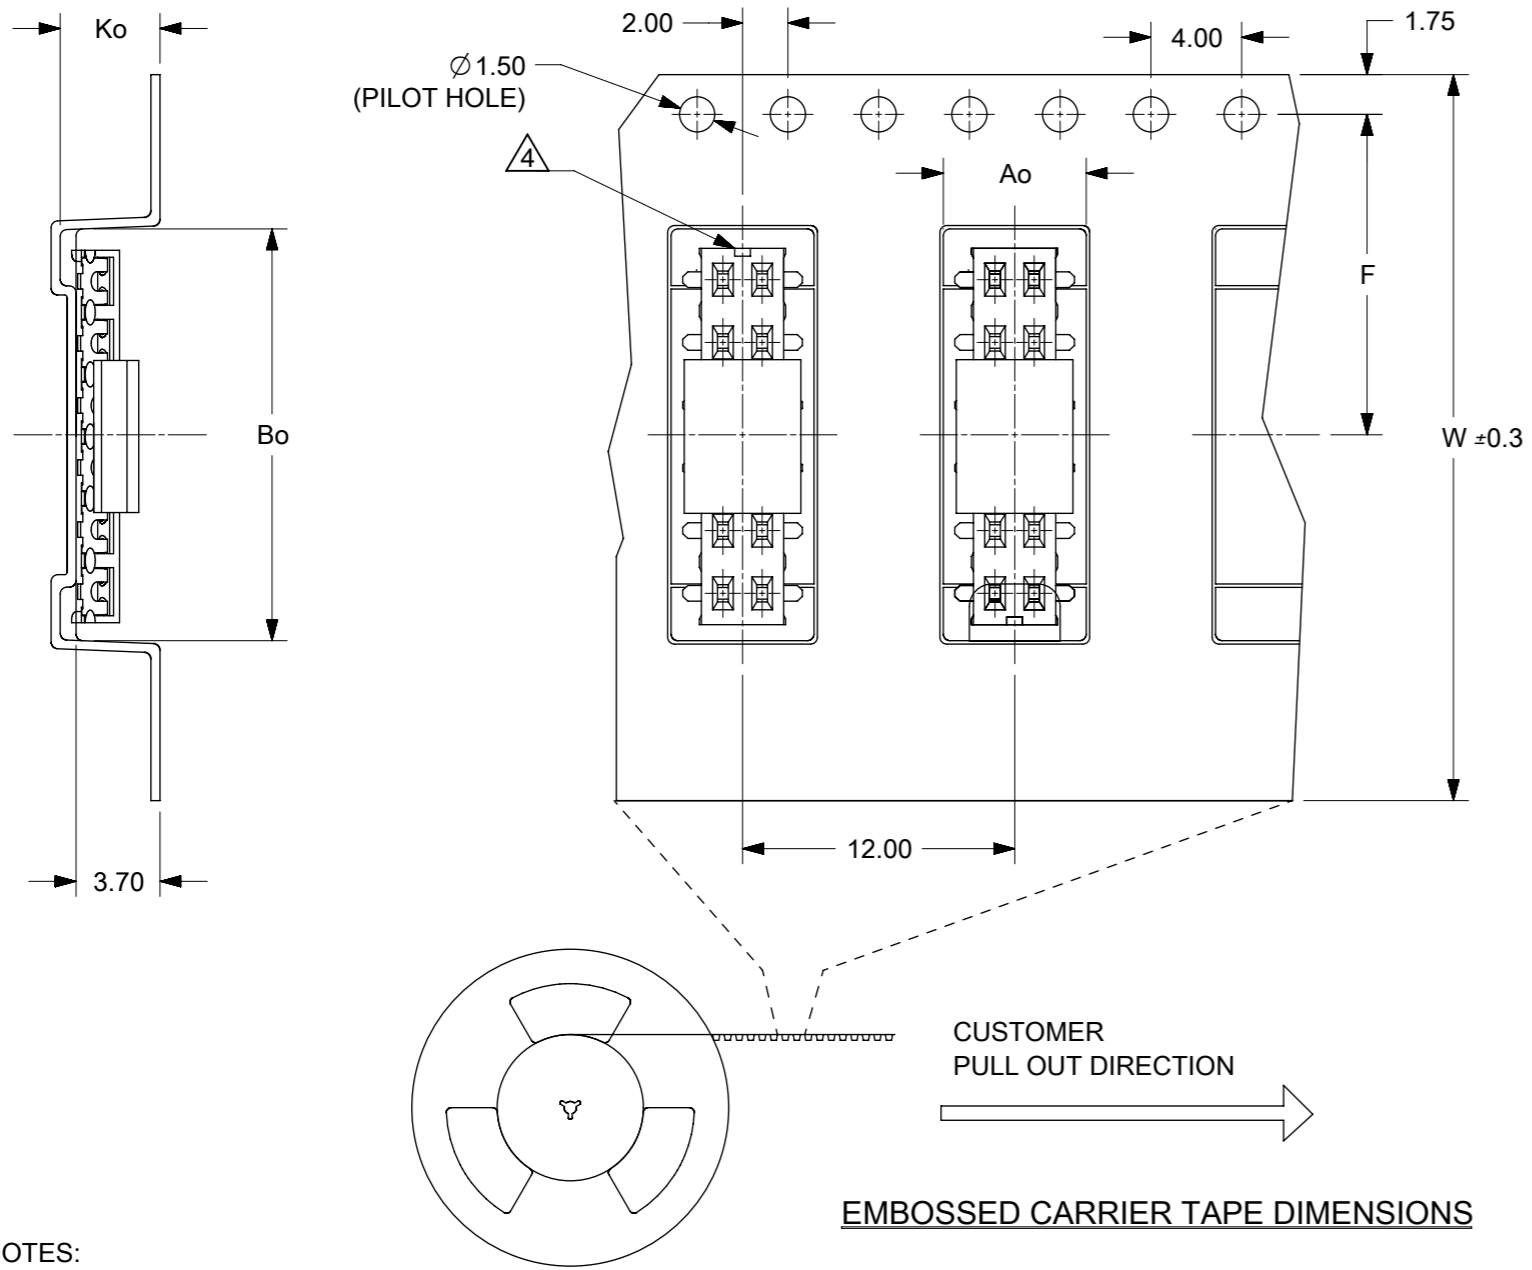 Ko
2.00
4.00
1.75
Ø1.50
(PILOT HOLE)
4
Ao
F
Bo
W ±0.3
12.00
3.70
CUSTOMER
PULL OUT DIRECTION
EMBOSSED CARRIER TAPE DIMENSIONS
OTES: